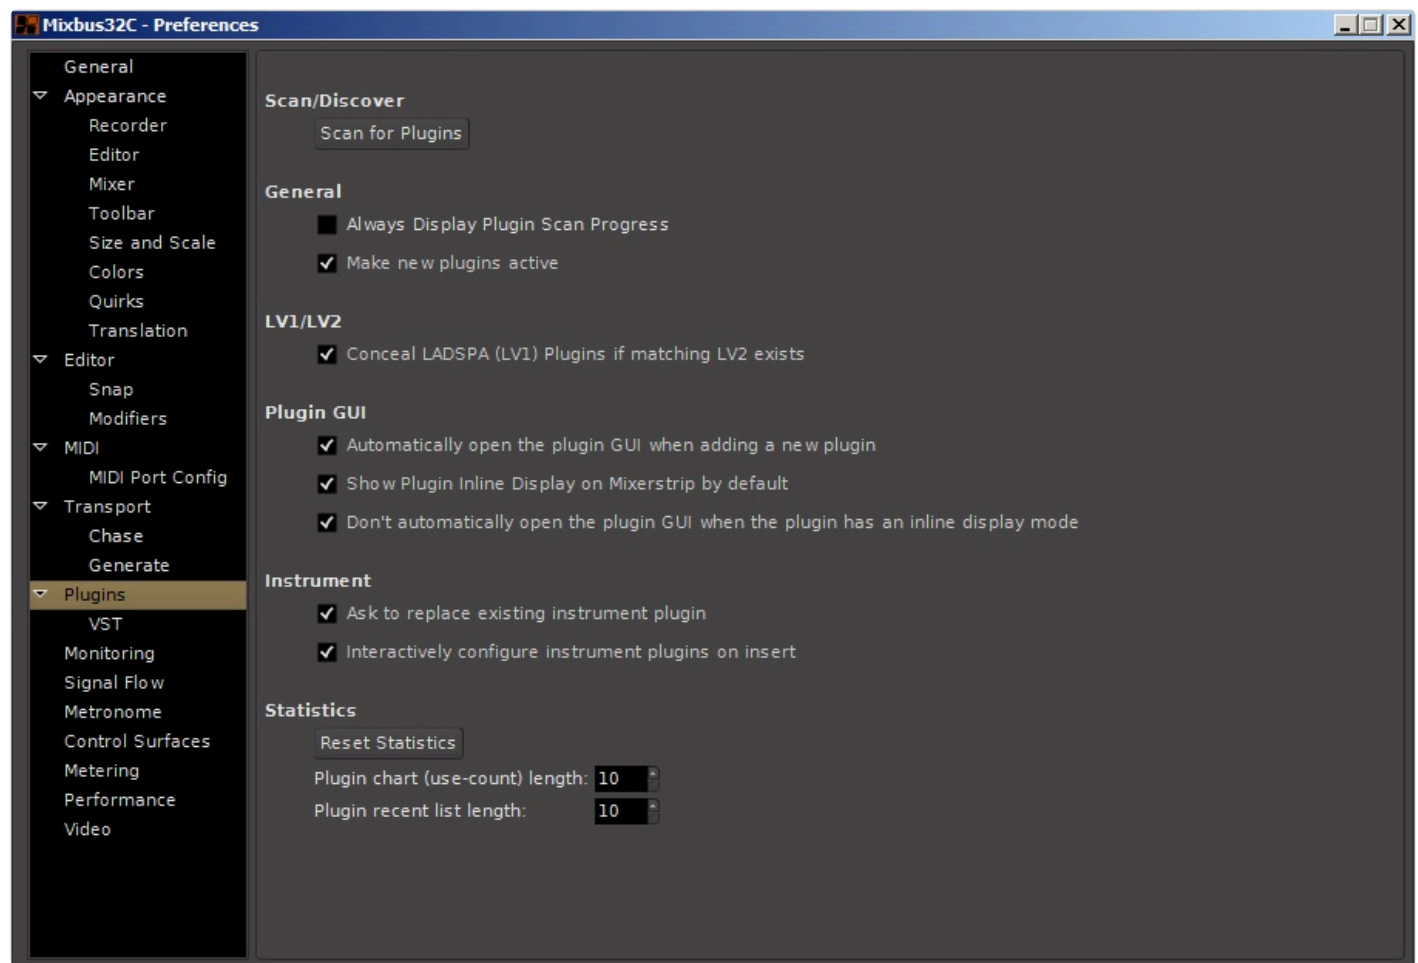 Mixbus32C - Preferences
General
Appearance
Recorder
Editor
Mixer
Toolbar
Size and Scale
Colors
Quirks
Translation
Editor
Snap
Modifiers
MIDI
MIDI Port Config
Transport
Chase
Generate
Plugins
VST
Monitoring
Signal Flow
Metronome
Control Surfaces
Metering
Performance
Video
Scan/Discover
Scan for Plugins
General
Always Display Plugin Scan Progress
Make new plugins active
LV1/LV2
Conceal LADSPA (LV1) Plugins if matching LV2 exists
Plugin GUI
Automatically open the plugin GUI when adding a new plugin
Show Plugin Inline Display on Mixerstrip by default
Don't automatically open the plugin GUI when the plugin has an inline display mode
Instrument
Ask to replace existing instrument plugin
Interactively configure instrument plugins on insert
Statistics
Reset Statistics
Plugin chart (use-count) length: 10
Plugin recent list length: 10